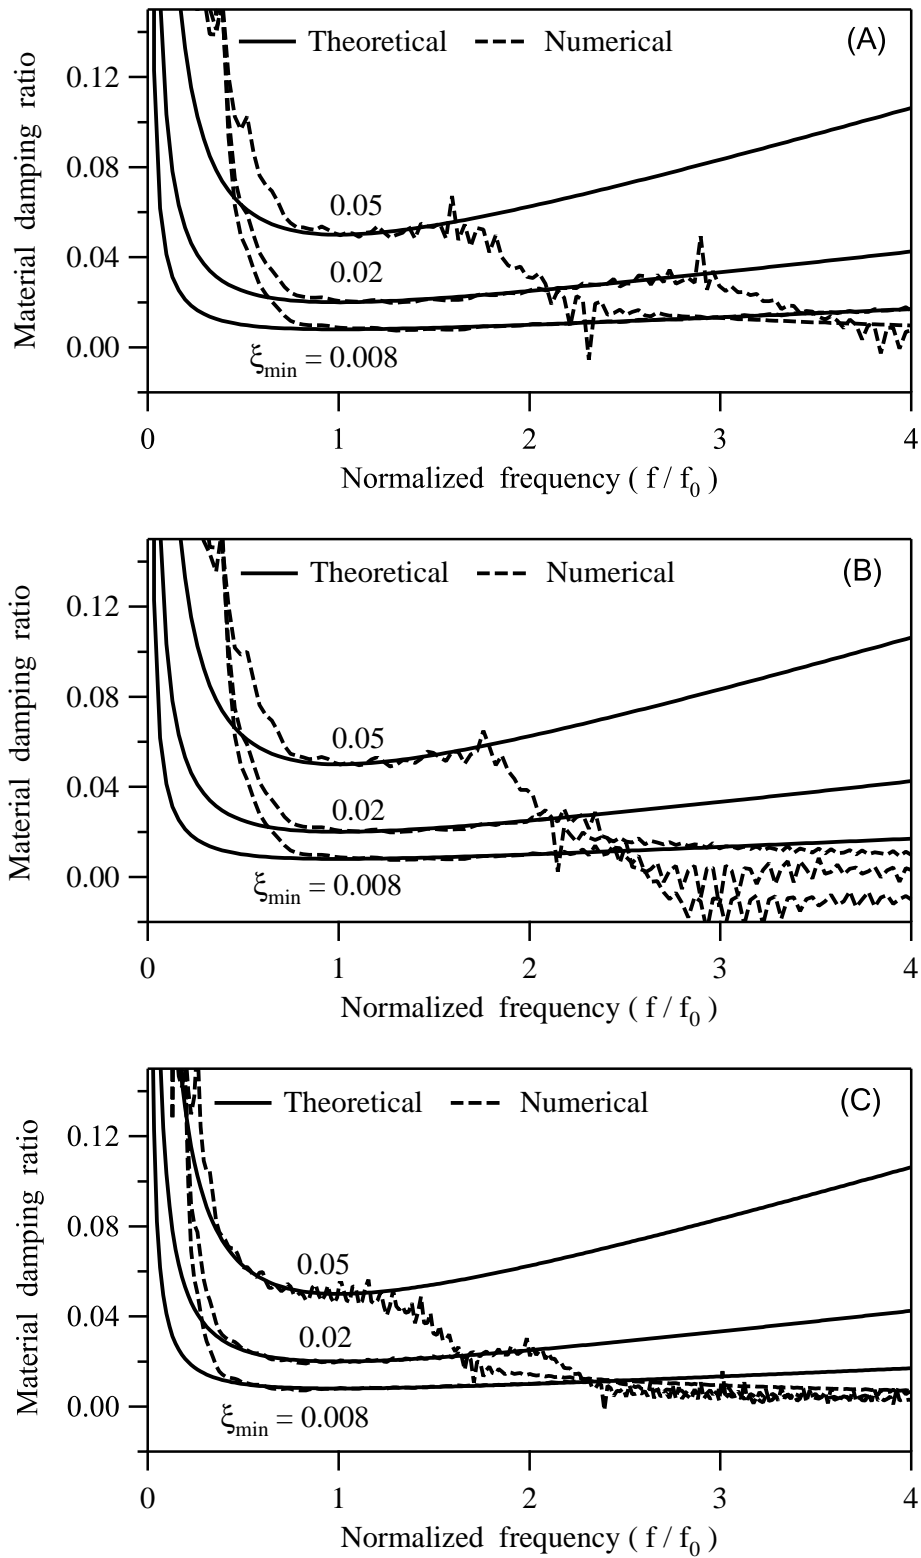 Theoretical Numerical (A)
0.12
0.08
0.04
0.00
Material damping ratio
0.05
0.02
ξmin = 0.008
0 1 2 3 4
Normalized frequency ( f / f0 )
Theoretical Numerical (B)
0.12
0.08
0.04
0.00
Material damping ratio
0.05
0.02
ξmin = 0.008
0 1 2 3 4
Normalized frequency ( f / f0 )
Theoretical Numerical (C)
0.12
0.08
0.04
0.00
Material damping ratio
0.05
0.02
ξmin = 0.008
0 1 2 3 4
Normalized frequency ( f / f0 )